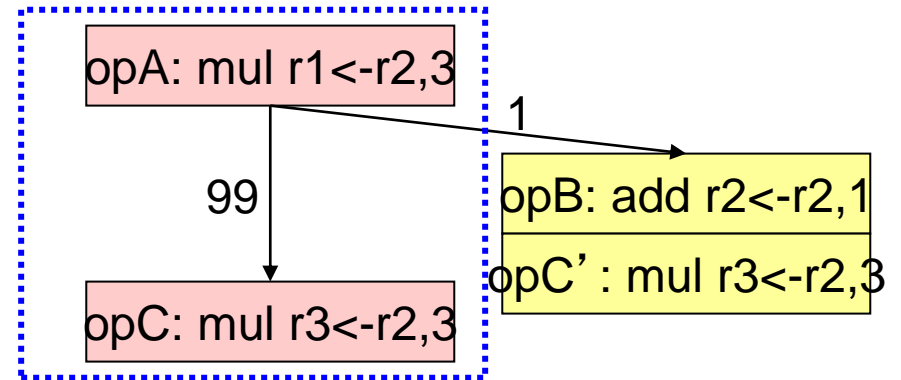 opA: mul r1<-r2,3
1
99
opB: add r2<-r2,1
opC’: mul r3<-r2,3
opC: mul r3<-r2,3